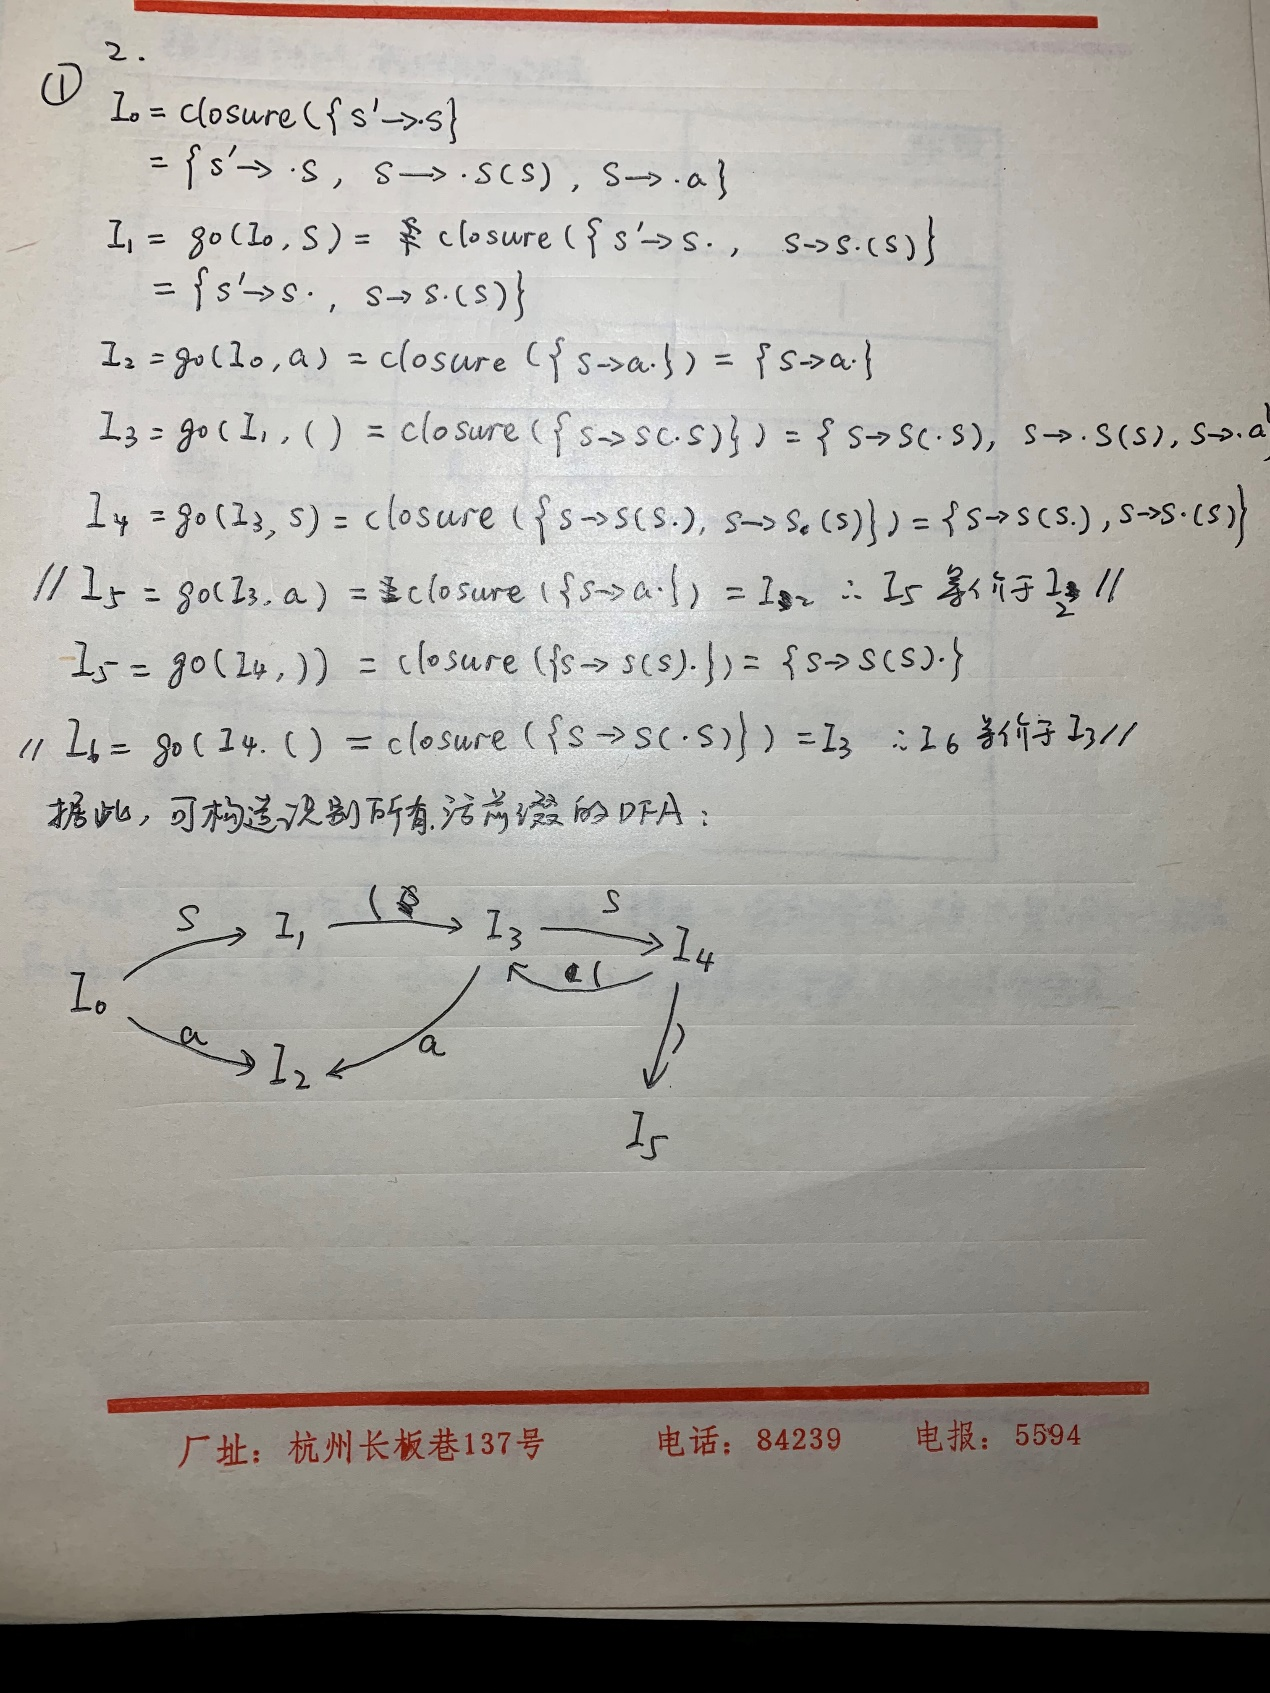 2.
① I₀ = closure({s'→·s}
= {s'→ ·s, s→ ·s(s), s→·a}
I₁ = go(I₀, s) = closure({s'→s·, s→s·(s)}
= {s'→s·, s→s·(s)}
I₂ = go(I₀, a) = closure({s→a·}) = {s→a·}
I₃ = go(I₁, () = closure({s→s(·s)}) = {s→s(·s), s→·s(s), s→·a}
I₄ = go(I₃, s) = closure({s→s(s·), s→s·(s)}) = {s→s(s·), s→s·(s)}
// I₅ = go(I₃, a) = closure({s→a·}) = I₂ ∴ I₅ 等价于 I₂ //
I₅ = go(I₄, )) = closure({s→s(s)·}) = {s→s(s)·}
// I₆ = go(I₄. () = closure({s→s(·s)}) = I₃ ∴ I₆ 等价于 I₃ //
据此，可构造识别所有活前缀的DFA：
S I₁ ( I₃ S I₄
I₀ (
a I₂ a )
I₅
厂址：杭州长板巷137号 电话：84239 电报：5594